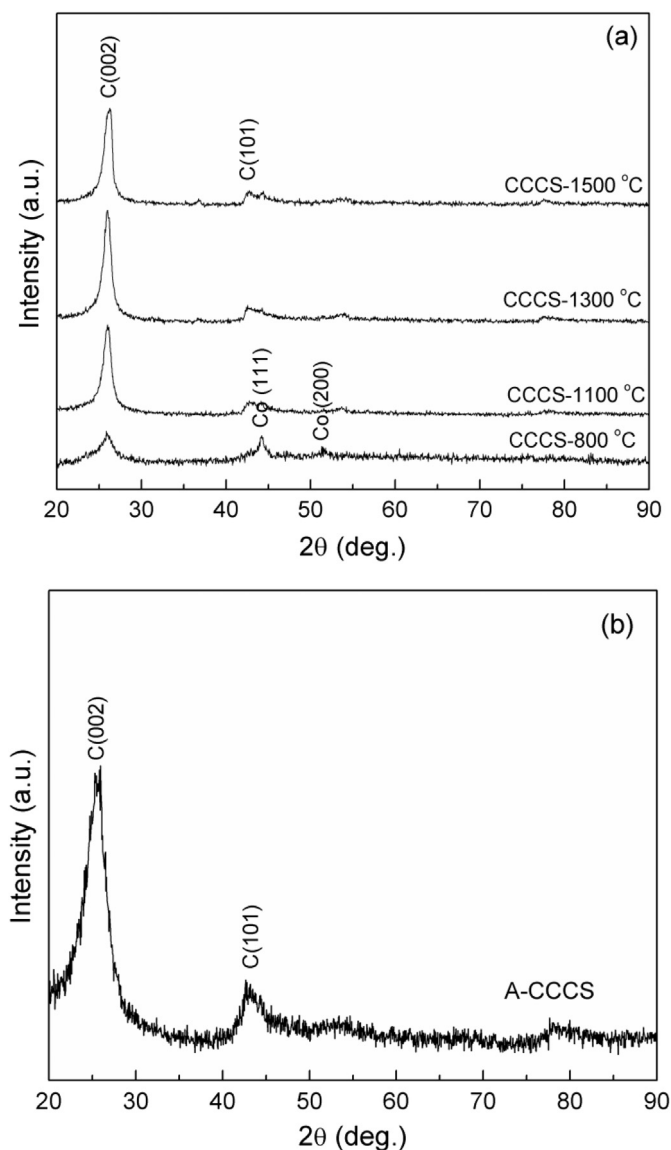 (a)
C(002)
C(101)
CCCS-1500 °C
CCCS-1300 °C
CCCS-1100 °C
Co (111)
Co (200)
CCCS-800 °C
Intensity (a.u.)
20 30 40 50 60 70 80 90
2θ (deg.)
(b)
C(002)
C(101)
A-CCCS
Intensity (a.u.)
20 30 40 50 60 70 80 90
2θ (deg.)